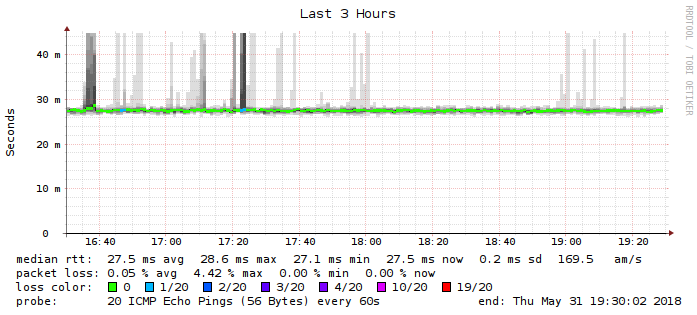 Last 3 Hours
RRDTOOL / TOBI OETIKER
Seconds
40 m
30 m
20 m
10 m
0
16:40 17:00 17:20 17:40 18:00 18:20 18:40 19:00 19:20
median rtt: 27.5 ms avg 28.6 ms max 27.1 ms min 27.5 ms now 0.2 ms sd 169.5 am/s
packet loss: 0.05 % avg 4.42 % max 0.00 % min 0.00 % now
loss color: 0 1/20 2/20 3/20 4/20 10/20 19/20
probe: 20 ICMP Echo Pings (56 Bytes) every 60s end: Thu May 31 19:30:02 2018